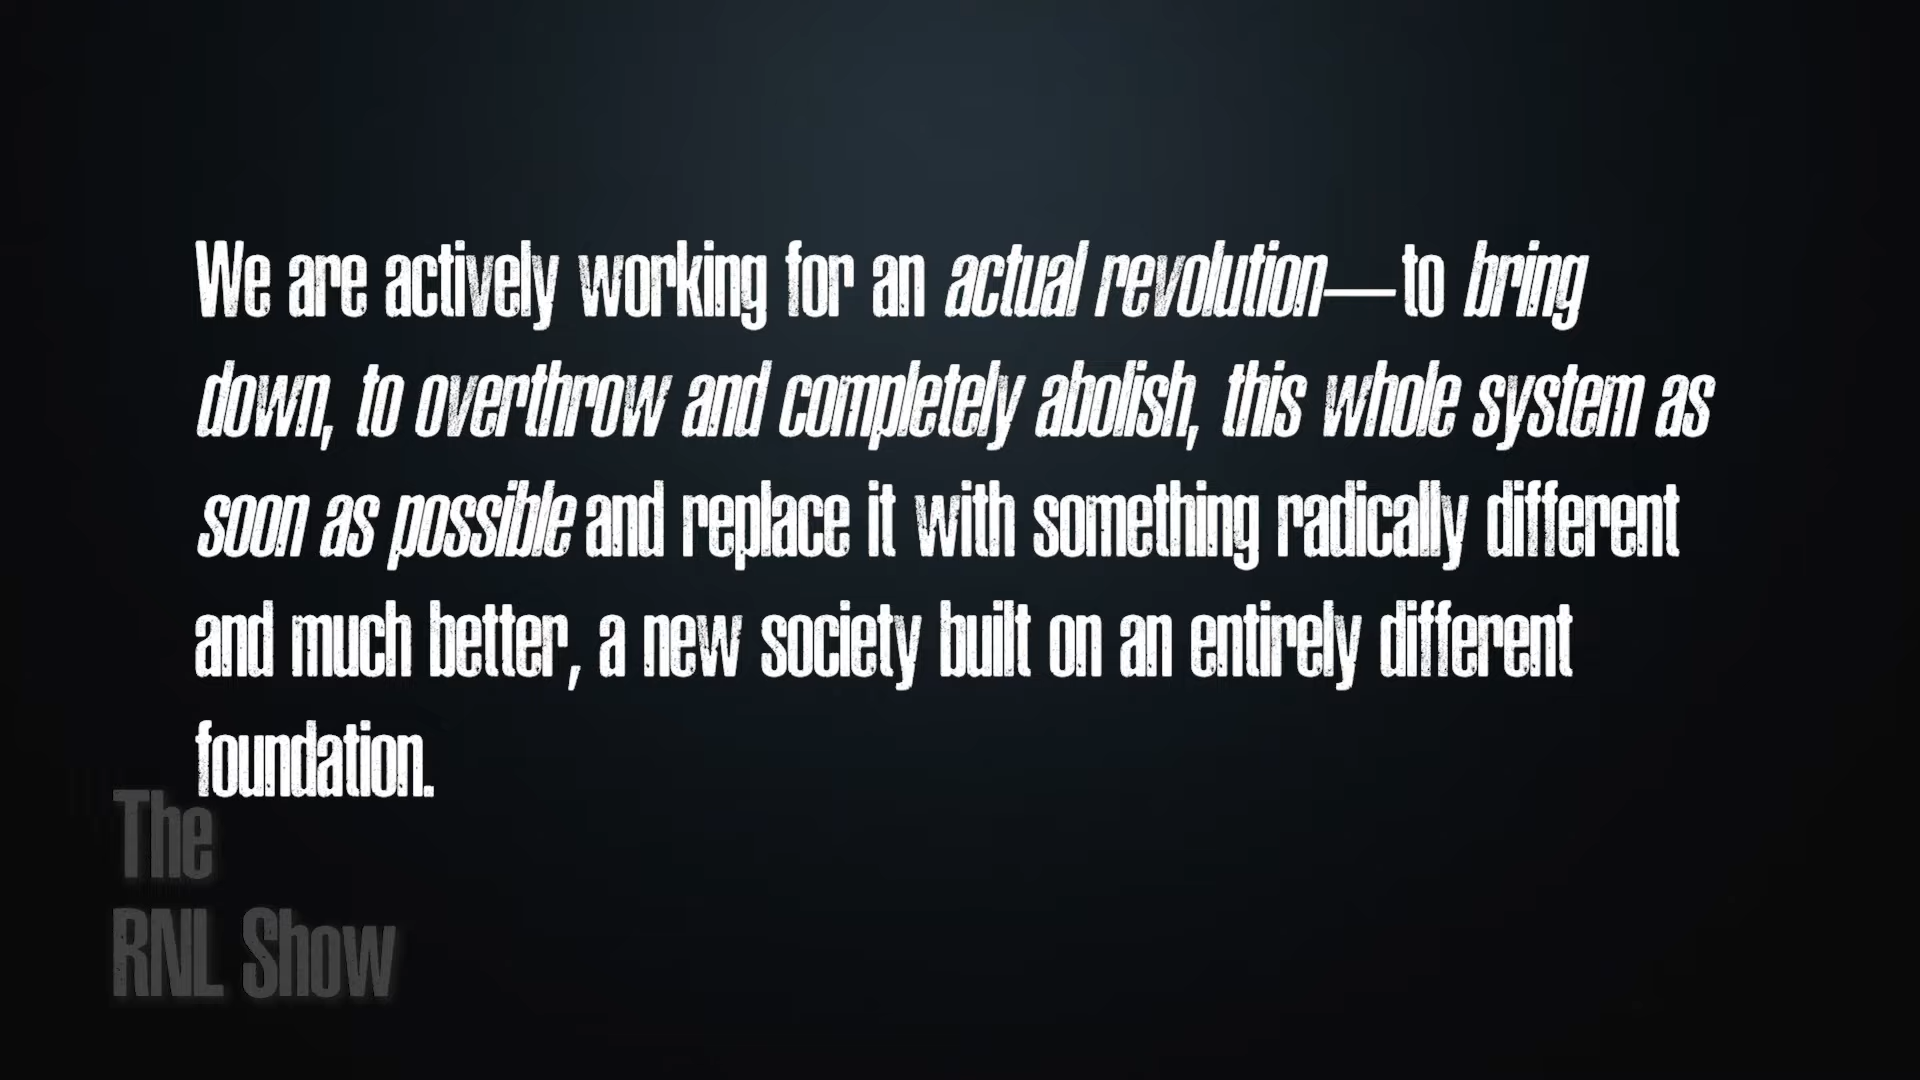 We are actively working for an actual revolution—to bring
down, to overthrow and completely abolish, this whole system as
soon as possible and replace it with something radically different
and much better, a new society built on an entirely different
foundation.
The
RNL Show